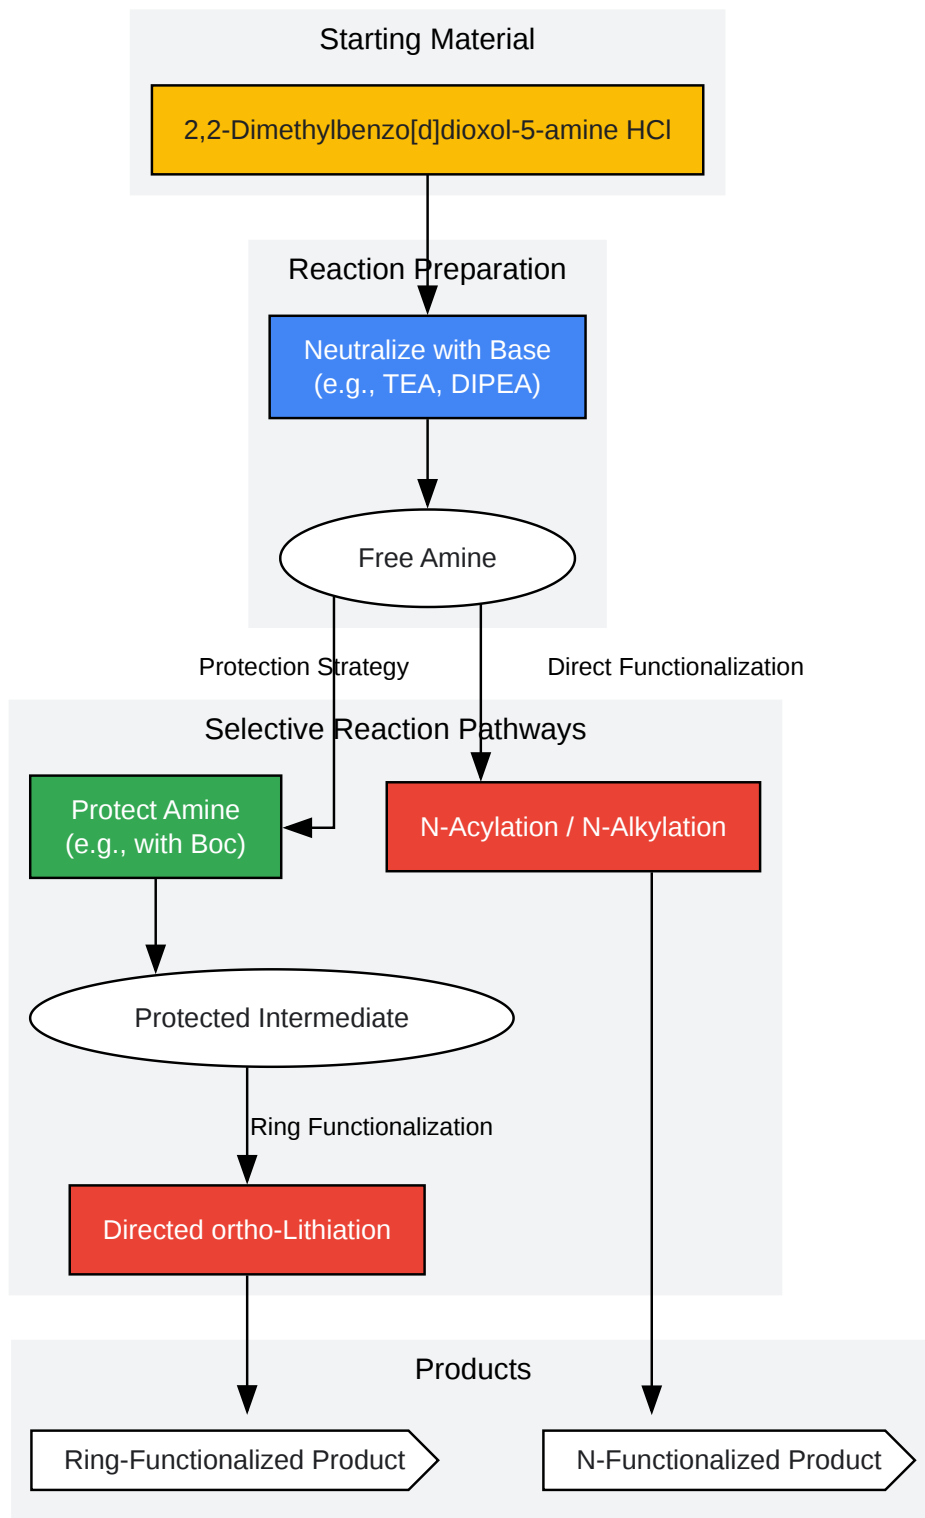 Starting Material
2,2-Dimethylbenzo[d]dioxol-5-amine HCl
Reaction Preparation
Neutralize with Base
(e.g., TEA, DIPEA)
Free Amine
Protection Strategy
Direct Functionalization
Selective Reaction Pathways
Protect Amine
(e.g., with Boc)
N-Acylation / N-Alkylation
Protected Intermediate
Ring Functionalization
Directed ortho-Lithiation
Products
Ring-Functionalized Product
N-Functionalized Product